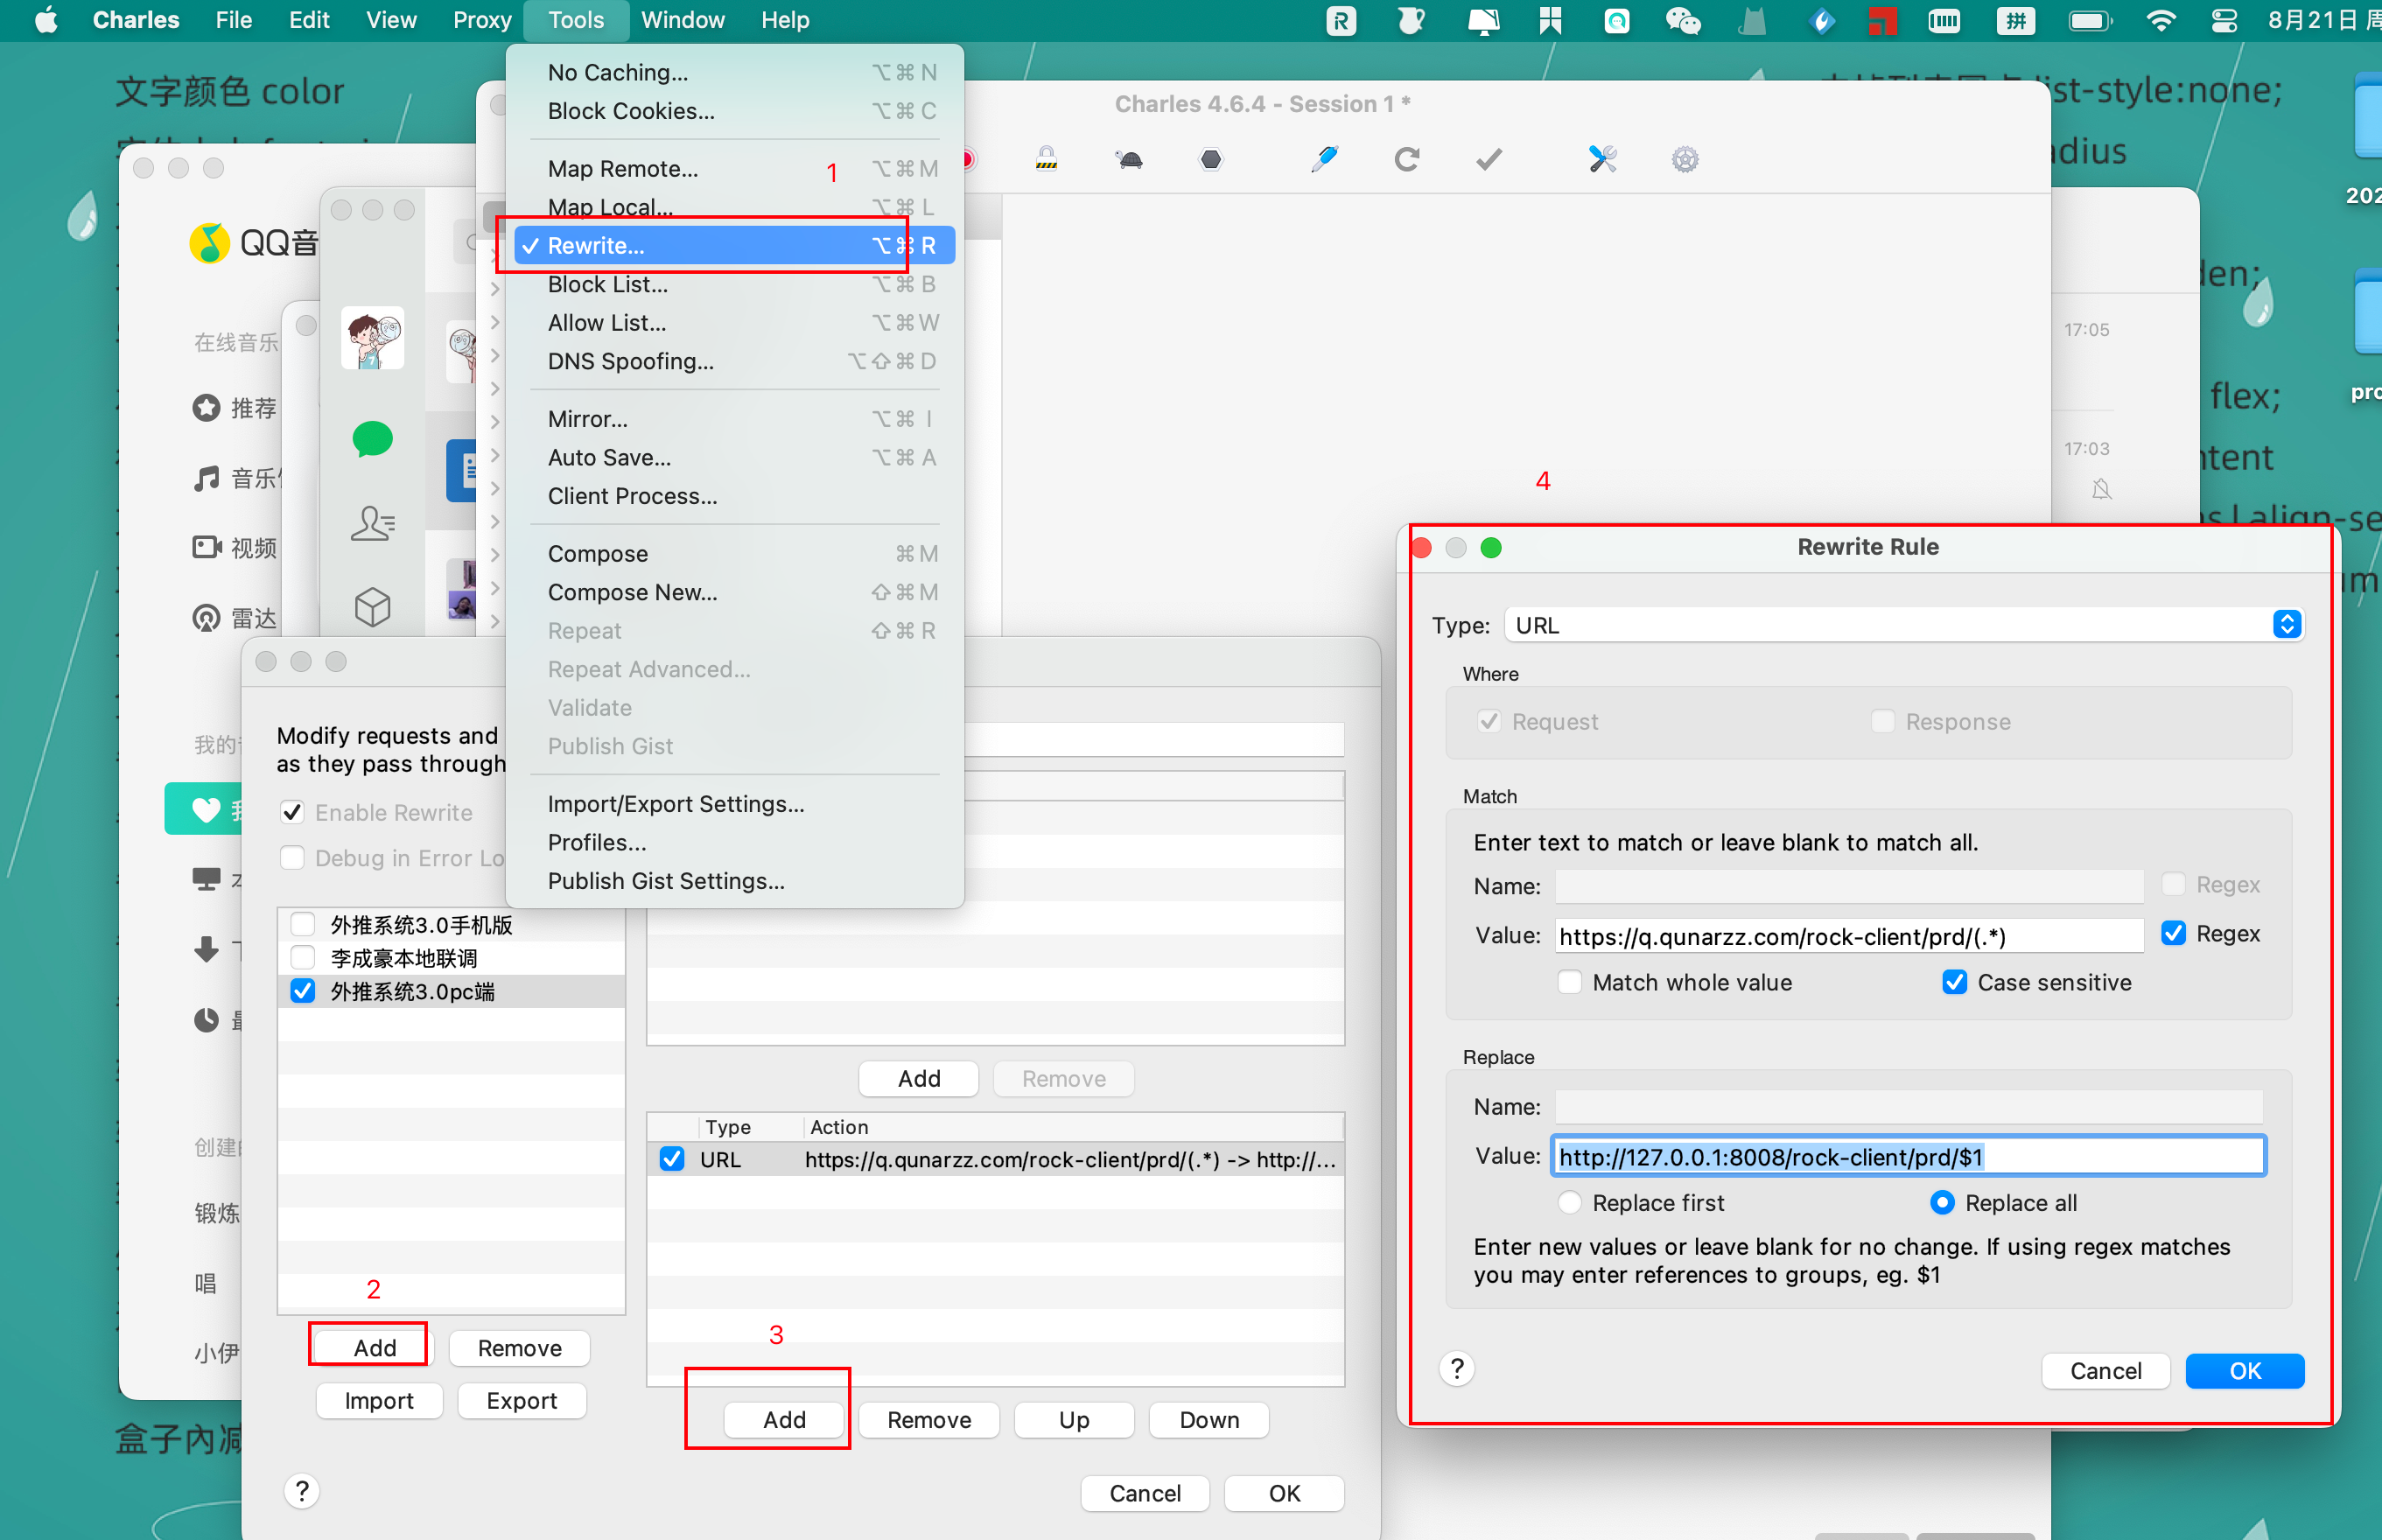 Charles File Edit View Proxy Tools Window Help 拼 8月21日 周
文字颜色 color
list-style:none;
adius
den;
flex;
ntent
align-se
盒子内减
202
pro
Charles 4.6.4 - Session 1 *
No Caching... ⌥⌘N
Block Cookies... ⌥⌘C
Map Remote... ⌥⌘M
1
Map Local... ⌥⌘L
✓ Rewrite... ⌥⌘R
Block List... ⌥⌘B
Allow List... ⌥⌘W
DNS Spoofing... ⌥⇧⌘D
Mirror... ⌥⌘I
Auto Save... ⌥⌘A
Client Process...
Compose ⌘M
Compose New... ⇧⌘M
Repeat ⇧⌘R
Repeat Advanced...
Validate
Publish Gist
Import/Export Settings...
Profiles...
Publish Gist Settings...
QQ音
在线音乐
推荐
音乐
视频
雷达
我的
创建
锻炼
唱
小伊
17:05
17:03
Modify requests and
as they pass through
Enable Rewrite
Debug in Error Lo
外推系统3.0手机版
李成豪本地联调
外推系统3.0pc端
2
Add Remove
Import Export
Add Remove
Type Action
URL https://q.qunarzz.com/rock-client/prd/(.*) -> http://...
3
Add Remove Up Down
? Cancel OK
4
Rewrite Rule
Type: URL
Where
Request Response
Match
Enter text to match or leave blank to match all.
Name: Regex
Value: https://q.qunarzz.com/rock-client/prd/(.*) Regex
Match whole value Case sensitive
Replace
Name:
Value: http://127.0.0.1:8008/rock-client/prd/$1
Replace first Replace all
Enter new values or leave blank for no change. If using regex matches
you may enter references to groups, eg. $1
? Cancel OK